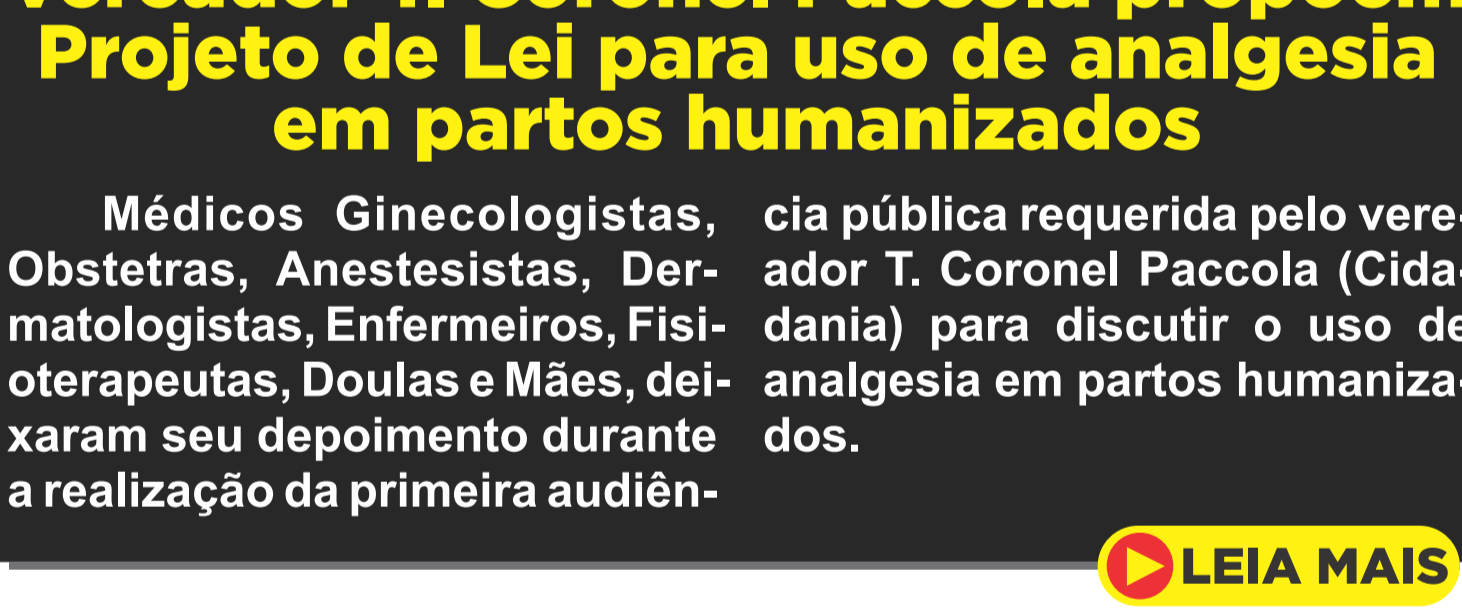 Coronel Paccola
Projeto de Lei para uso de analgesia
em partos humanizados
Médicos Ginecologistas,
Obstetras, Anestesistas, Der-
matologistas, Enfermeiros, Fisi-
oterapeutas, Doulas e Mães, dei-
xaram seu depoimento durante
a realização da primeira audiên-
cia pública requerida pelo vere-
ador T. Coronel Paccola (Cida-
dania) para discutir o uso de
analgesia em partos humaniza-
dos.
LEIA MAIS